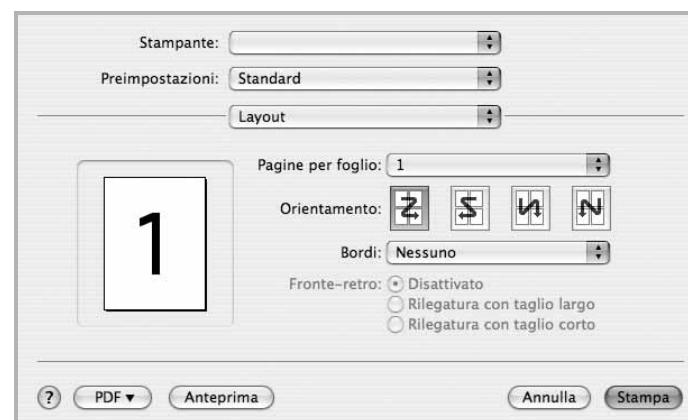 Stampante:
Preimpostazioni: Standard
Layout
Pagine per foglio: 1
1
Orientamento:
Bordi: Nessuno
Fronte-retro: Disattivato
Rilegatura con taglio largo
Rilegatura con taglio corto
? PDF▼ Anteprima Annulla Stampa